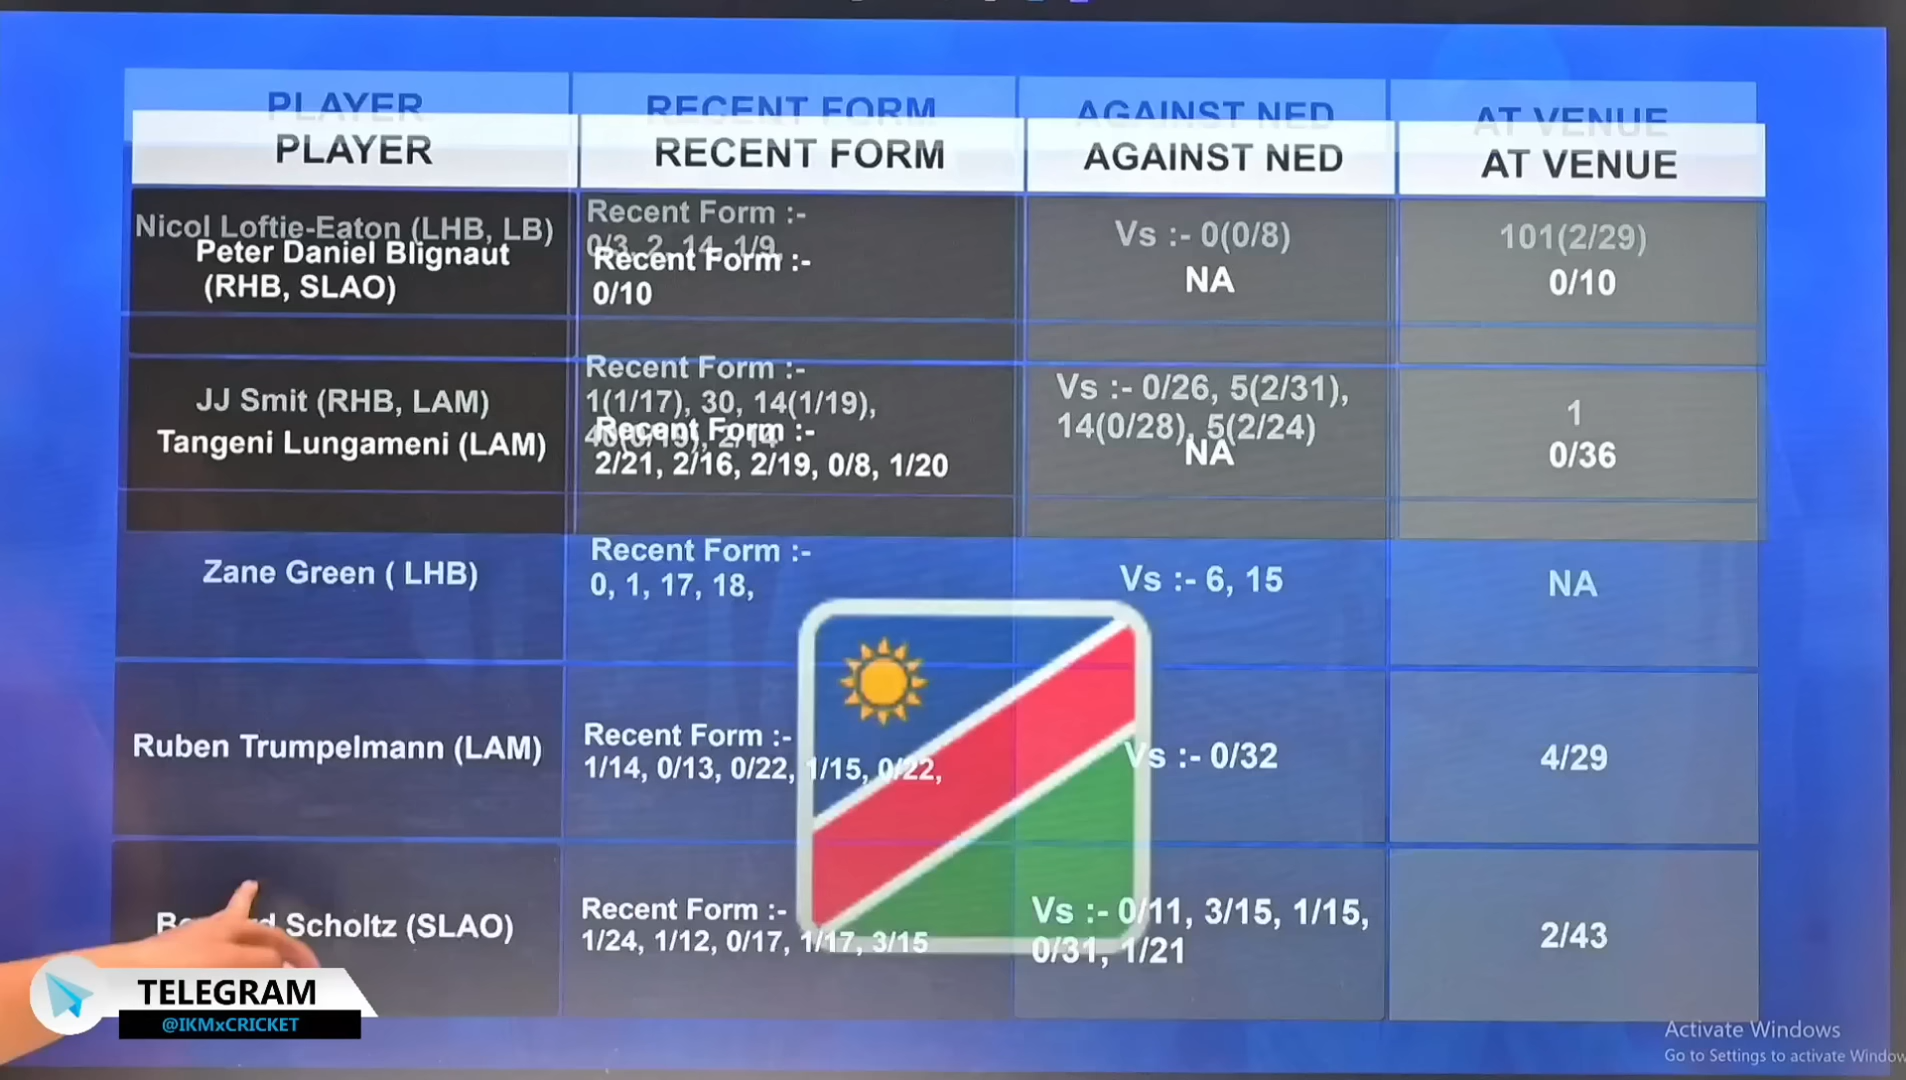 PLAYER RECENT FORM AGAINST NED AT VENUE
PLAYER RECENT FORM AGAINST NED AT VENUE
Nicol Loftie-Eaton (LHB, LB) Recent Form :- Vs :- 0(0/8) 101(2/29)
0/3, 2, 14, 1/9,
Peter Daniel Blignaut Recent Form :- NA 0/10
(RHB, SLAO) 0/10
JJ Smit (RHB, LAM) Recent Form :- Vs :- 0/26, 5(2/31), 1
1(1/17), 30, 14(1/19), 14(0/28), 5(2/24)
Tangeni Lungameni (LAM) Recent Form :- NA 0/36
2/21, 2/16, 2/19, 0/8, 1/20
Zane Green ( LHB) Recent Form :- Vs :- 6, 15 NA
0, 1, 17, 18,
Ruben Trumpelmann (LAM) Recent Form :- Vs :- 0/32 4/29
1/14, 0/13, 0/22, 1/15, 0/22,
Scholtz (SLAO) Recent Form :- Vs :- 0/11, 3/15, 1/15, 2/43
1/24, 1/12, 0/17, 1/17, 3/15 0/31, 1/21
TELEGRAM
@IKMxCRICKET
Activate Windows
Go to Settings to activate Window